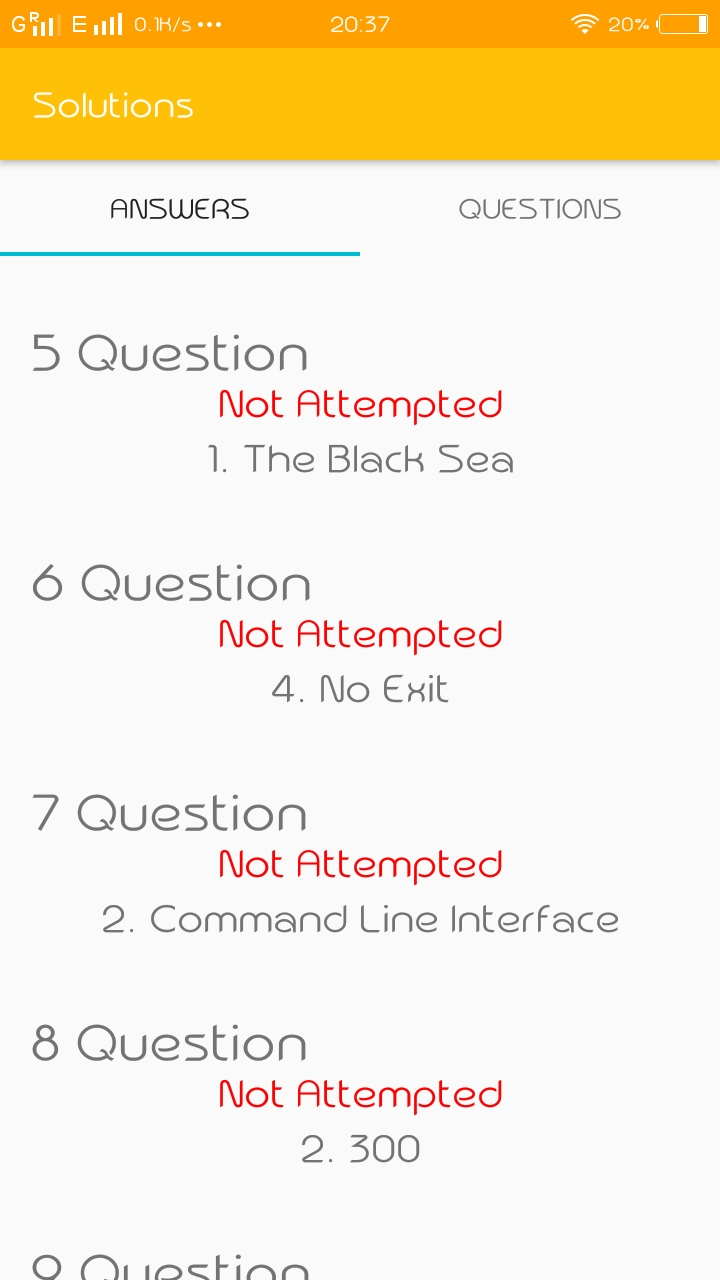 G R E 0.1K/s ••• 20:37 20%
Solutions
ANSWERS QUESTIONS
5 Question
Not Attempted
1. The Black Sea
6 Question
Not Attempted
4. No Exit
7 Question
Not Attempted
2. Command Line Interface
8 Question
Not Attempted
2. 300
9 Question